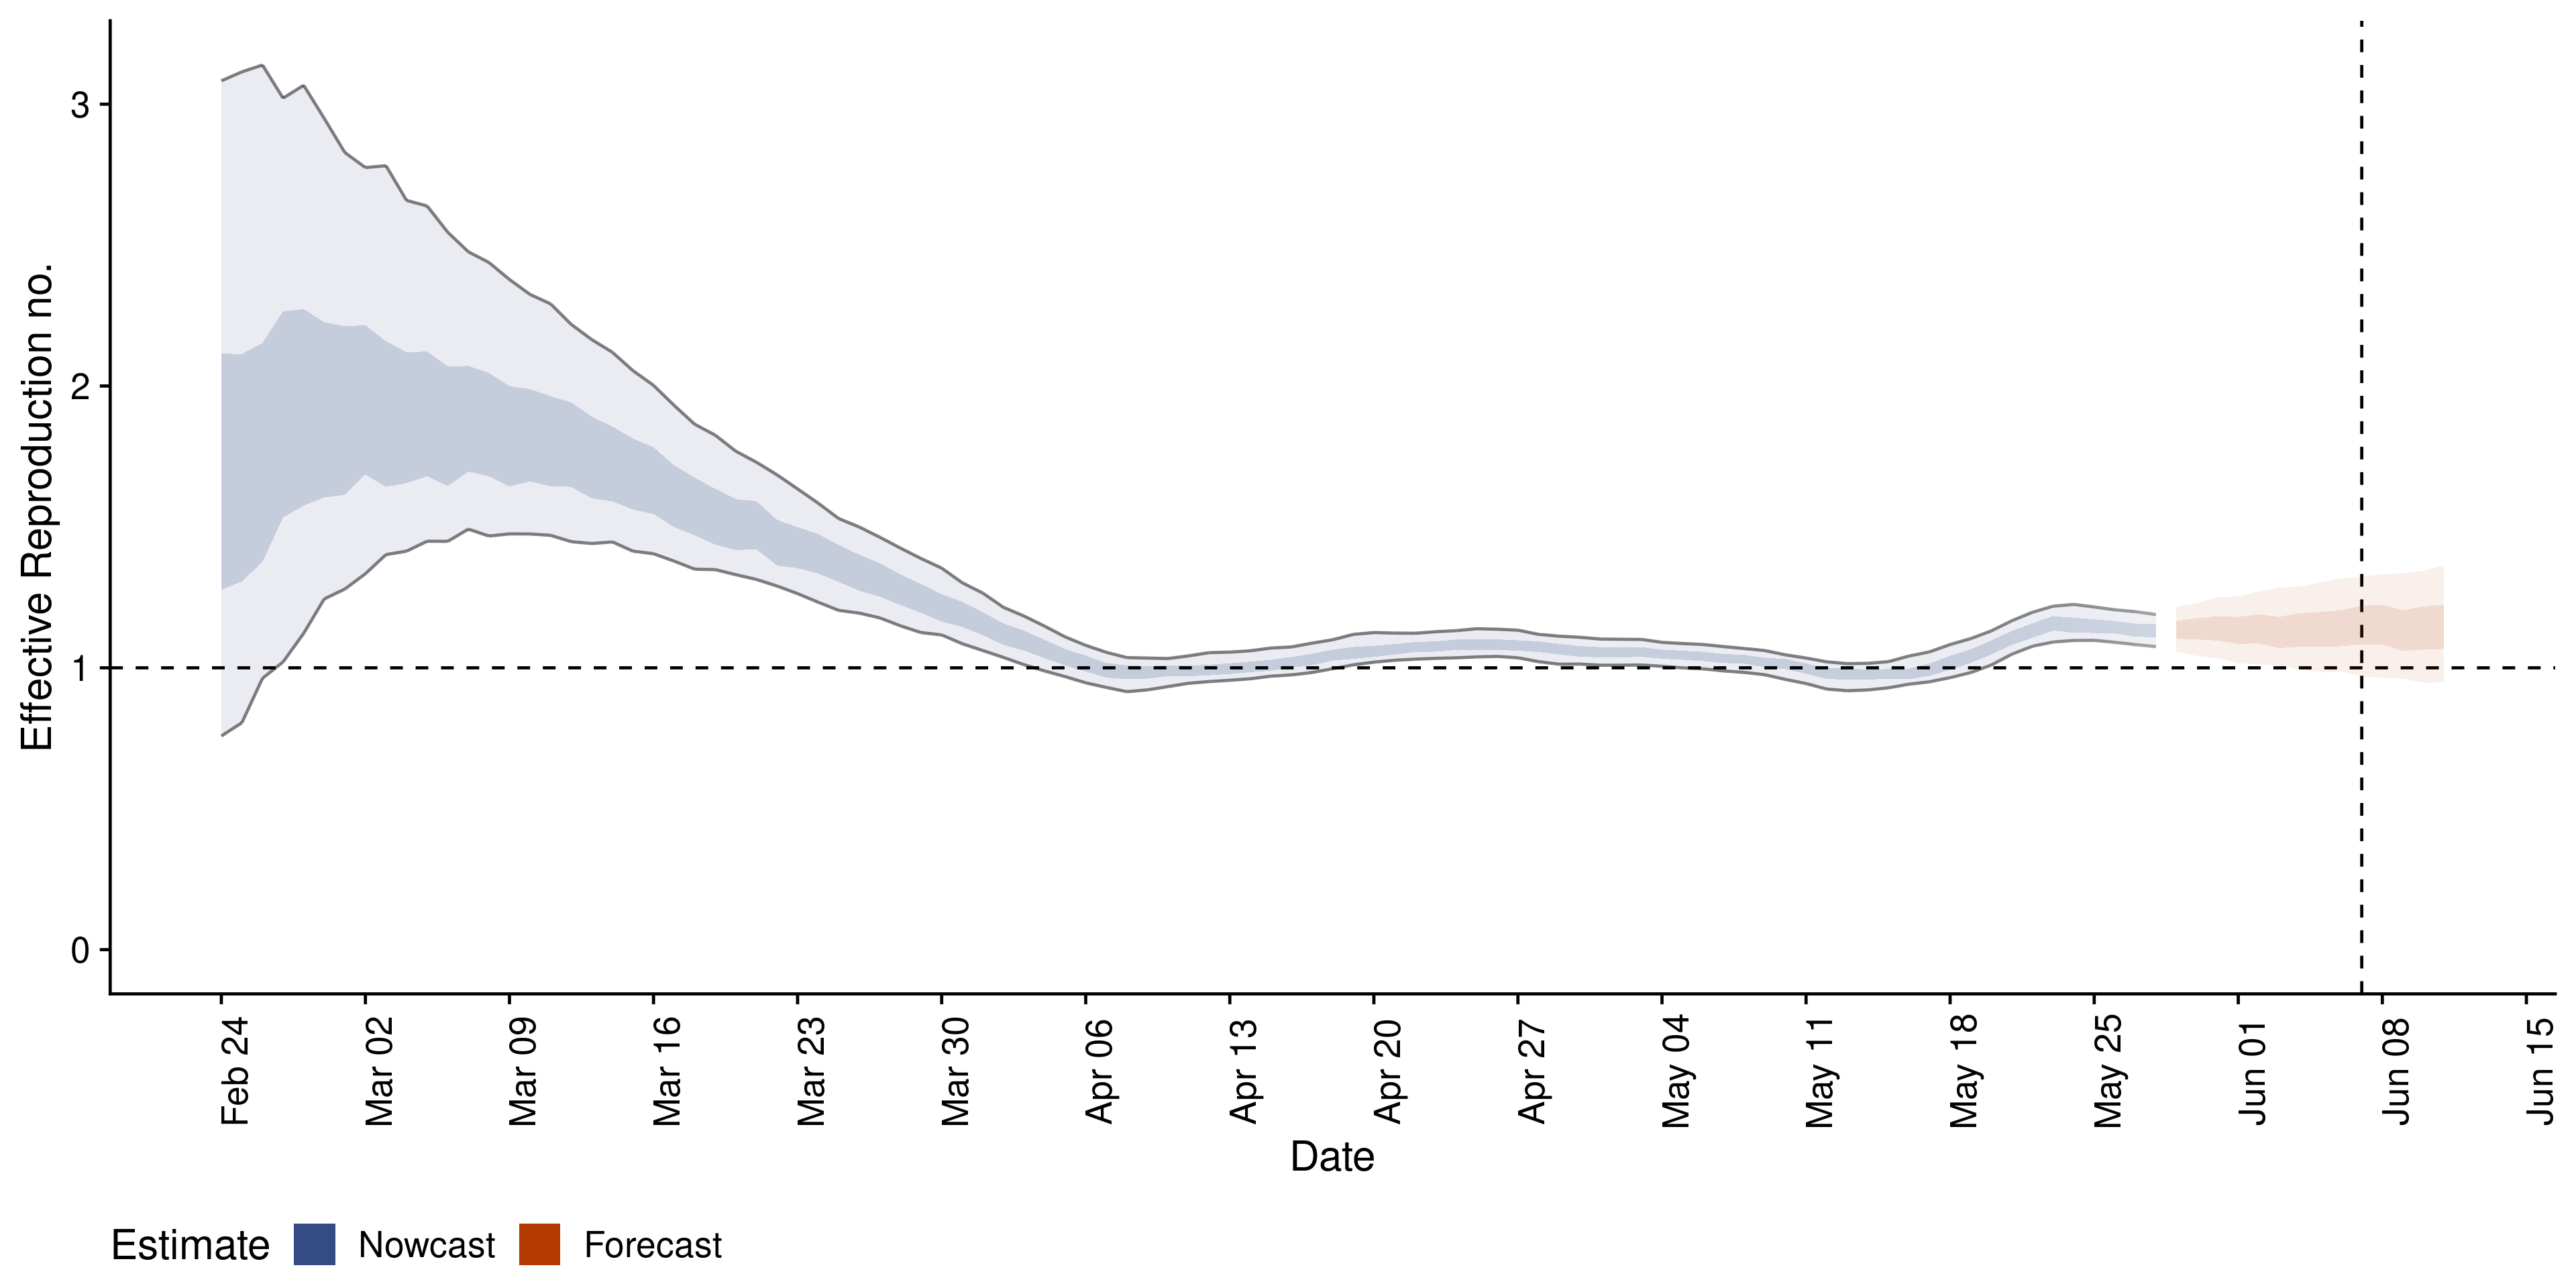 Effective Reproduction no.
3
2
1
0
Feb 24
Mar 02
Mar 09
Mar 16
Mar 23
Mar 30
Apr 06
Apr 13
Apr 20
Apr 27
May 04
May 11
May 18
May 25
Jun 01
Jun 08
Jun 15
Date
Estimate Nowcast Forecast